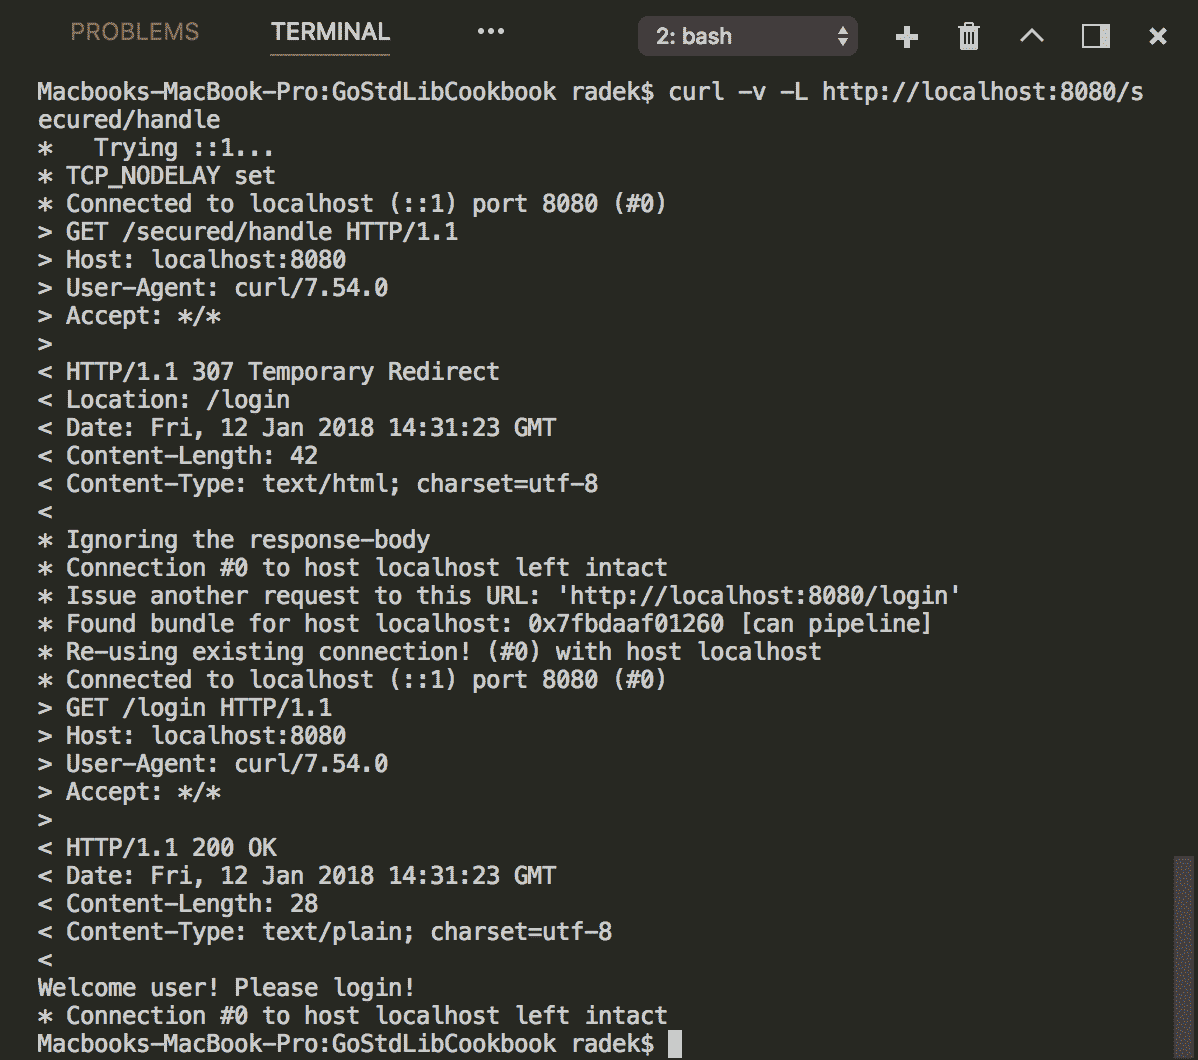 PROBLEMS TERMINAL ••• 2: bash
Macbooks-MacBook-Pro:GoStdLibCookbook radek$ curl -v -L http://localhost:8080/s
ecured/handle
*   Trying ::1...
* TCP_NODELAY set
* Connected to localhost (::1) port 8080 (#0)
> GET /secured/handle HTTP/1.1
> Host: localhost:8080
> User-Agent: curl/7.54.0
> Accept: */*
>
< HTTP/1.1 307 Temporary Redirect
< Location: /login
< Date: Fri, 12 Jan 2018 14:31:23 GMT
< Content-Length: 42
< Content-Type: text/html; charset=utf-8
<
* Ignoring the response-body
* Connection #0 to host localhost left intact
* Issue another request to this URL: 'http://localhost:8080/login'
* Found bundle for host localhost: 0x7fbdaaf01260 [can pipeline]
* Re-using existing connection! (#0) with host localhost
* Connected to localhost (::1) port 8080 (#0)
> GET /login HTTP/1.1
> Host: localhost:8080
> User-Agent: curl/7.54.0
> Accept: */*
>
< HTTP/1.1 200 OK
< Date: Fri, 12 Jan 2018 14:31:23 GMT
< Content-Length: 28
< Content-Type: text/plain; charset=utf-8
<
Welcome user! Please login!
* Connection #0 to host localhost left intact
Macbooks-MacBook-Pro:GoStdLibCookbook radek$